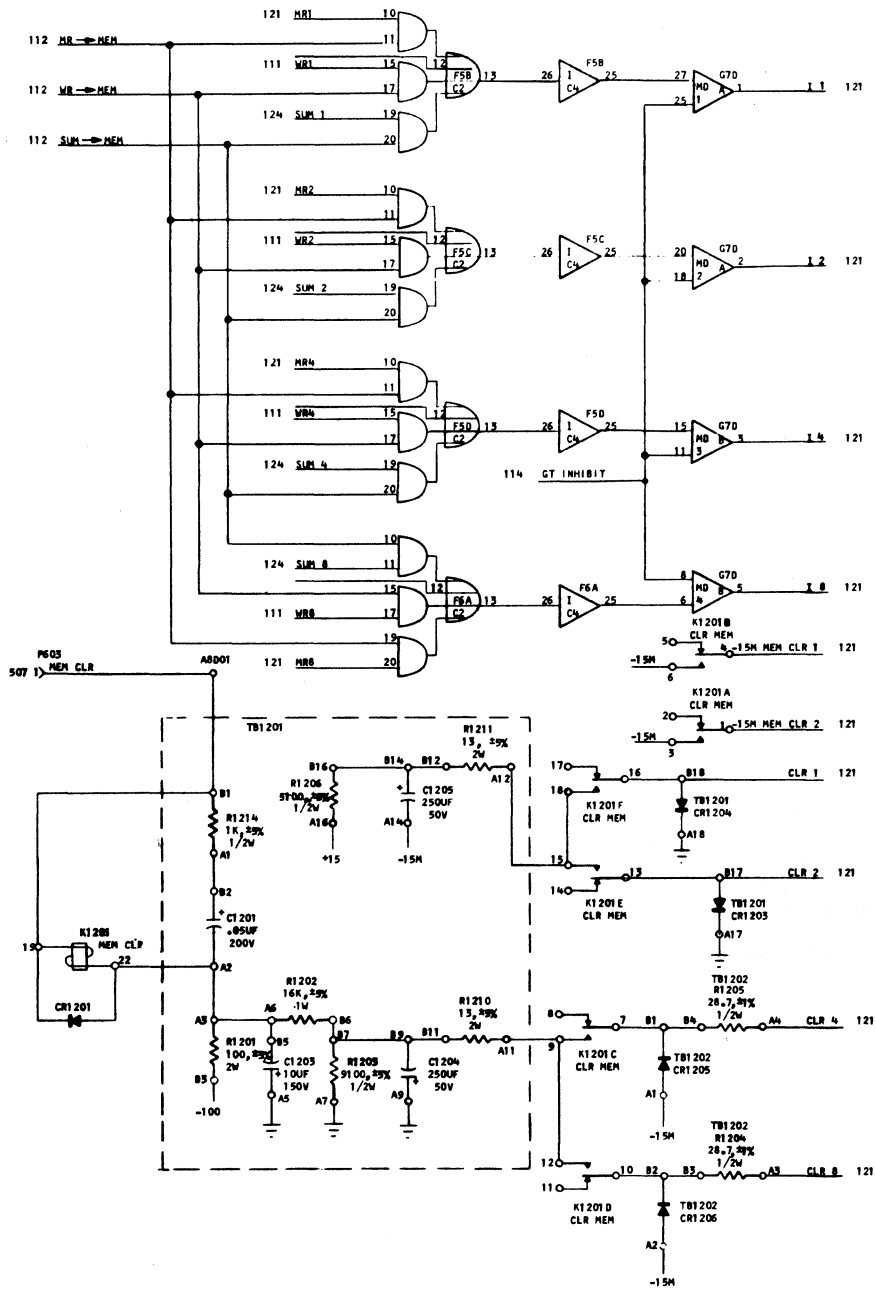 121 MR1 10
112 MR → MEM 11
111 WR1 15 12 F5B 13 26 I C4 F5B 25 27 MD A 1 G7D 1 I 1 121
C2
112 WR → MEM 17 25
124 SUM 1 19
112 SUM → MEM 20
121 MR2 10
11
111 WR2 15 12 F5C 13 26 I C4 F5C 25 20 MD A 2 G7D 2 I 2 121
C2
17 18
124 SUM 2 19
20
121 MR4 10
11
111 WR4 15 12 F5D 13 26 I C4 F5D 25 15 MD B 3 G7D 3 I 4 121
C2
17 11
124 SUM 4 19
20
114 GT INHIBIT
10
124 SUM 8 11
15 12 F6A 13 26 I C4 F6A 25 8 MD B 4 G7D 5 I 8 121
C2
111 WR8 17 6
19
121 MR8 20
K1201B
CLR MEM
5 4 -15M MEM CLR 1 121
-15M 6
P603
507 1 MEM CLR A8D01
K1201A
CLR MEM
2 1 -15M MEM CLR 2 121
-15M 3
TB1201
B16 B14 B12 R1211
13, ±5%
2W
A12
R1206
5100, ±5%
1/2W
A16
+15
C1205
250UF
50V
A14
-15M
17 16 B18 CLR 1 121
18
K1201F
CLR MEM
TB1201
CR1204
A18
B1
R1214
1K, ±5%
1/2W
A1
B2
C1201
.05UF
200V
15 13 B17 CLR 2 121
14
K1201E
CLR MEM
TB1201
CR1203
A17
19 MEM CLR
22 A2
CR1201
A3 A6 R1202
16K, ±5%
.1W
B6
R1201
100, ±5%
2W
B3
-100
B5
C1203
10UF
150V
A5
B7
R1203
9100, ±5%
1/2W
A7
B9
C1204
250UF
50V
A9
B11 R1210
13, ±5%
2W
A11
8 7 B1 B4 TB1202
R1205
28.7, ±1%
1/2W
A4 CLR 4 121
9
K1201C
CLR MEM
TB1202
CR1205
A1
-15M
12 10 B2 B3 TB1202
R1204
28.7, ±1%
1/2W
A3 CLR 8 121
11
K1201D
CLR MEM
TB1202
CR1206
A2
-15M